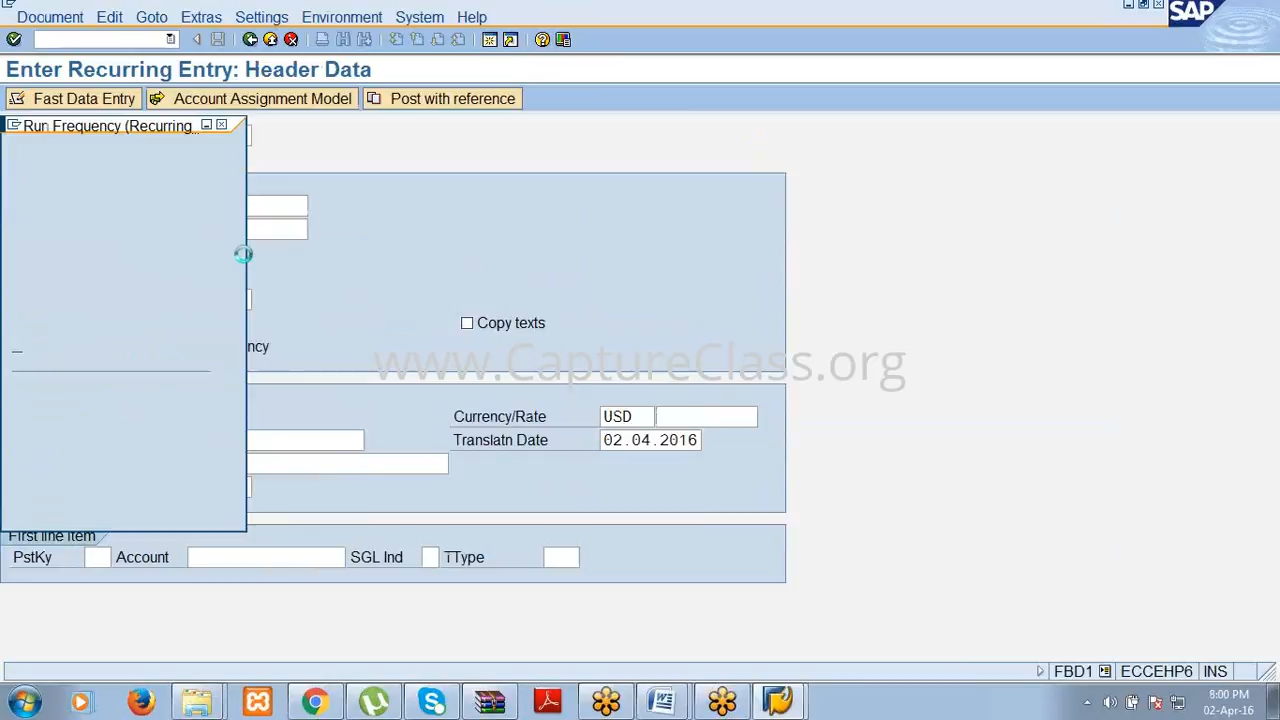 Document Edit Goto Extras Settings Environment System Help
SAP
Enter Recurring Entry: Header Data
Fast Data Entry Account Assignment Model Post with reference
Run Frequency (Recurring
ncy
Copy texts
www.CaptureClass.org
Currency/Rate USD
Translatn Date 02.04.2016
First line item
PstKy Account SGL Ind TType
FBD1 ECCEHP6 INS
8:00 PM
02-Apr-16